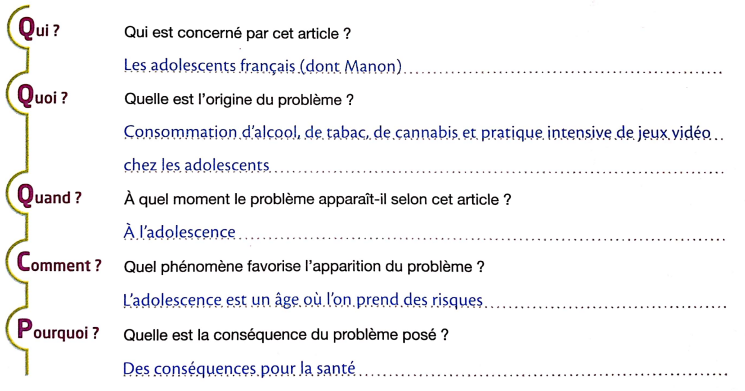 Qui ? Qui est concerné par cet article ?
Les adolescents français (dont Manon)
Quoi ? Quelle est l'origine du problème ?
Consommation d'alcool, de tabac, de cannabis et pratique intensive de jeux vidéo
chez les adolescents
Quand ? À quel moment le problème apparaît-il selon cet article ?
À l'adolescence
Comment ? Quel phénomène favorise l'apparition du problème ?
L'adolescence est un âge où l'on prend des risques
Pourquoi ? Quelle est la conséquence du problème posé ?
Des conséquences pour la santé